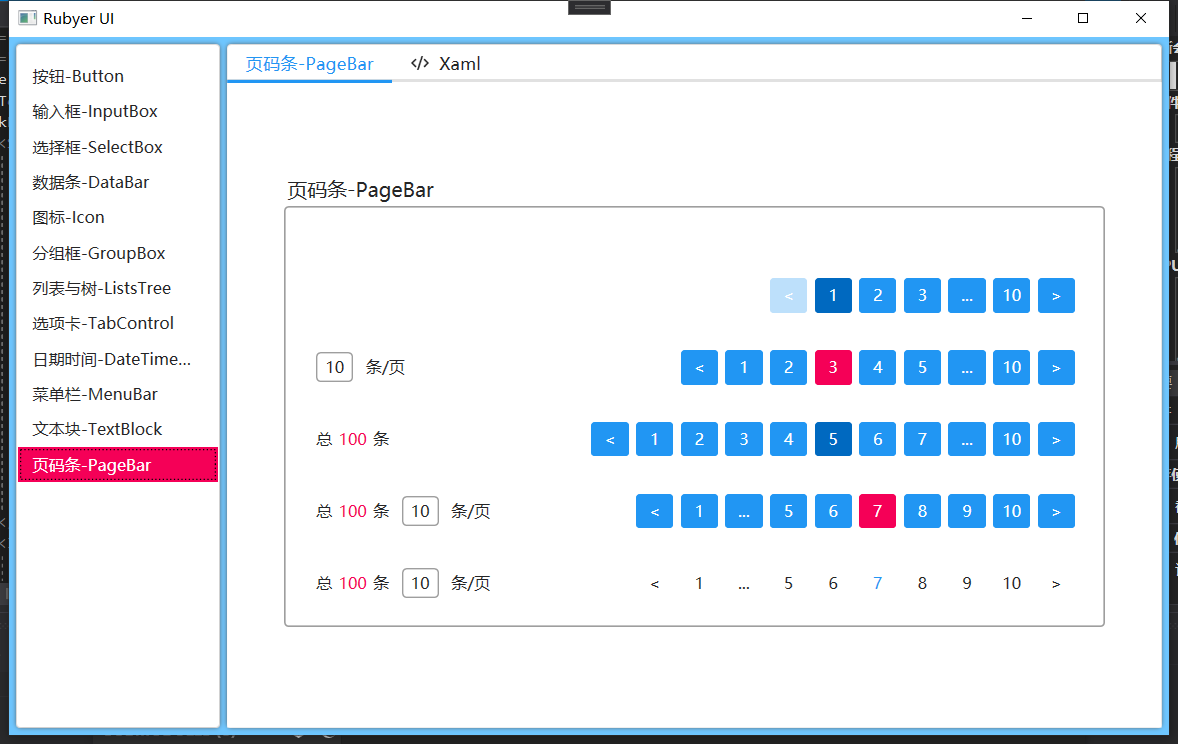 Rubyer UI
按钮-Button
输入框-InputBox
选择框-SelectBox
数据条-DataBar
图标-Icon
分组框-GroupBox
列表与树-ListsTree
选项卡-TabControl
日期时间-DateTime...
菜单栏-MenuBar
文本块-TextBlock
页码条-PageBar
页码条-PageBar </> Xaml
页码条-PageBar
< 1 2 3 ... 10 >
10 条/页 < 1 2 3 4 5 ... 10 >
总 100 条 < 1 2 3 4 5 6 7 ... 10 >
总 100 条 10 条/页 < 1 ... 5 6 7 8 9 10 >
总 100 条 10 条/页 < 1 ... 5 6 7 8 9 10 >